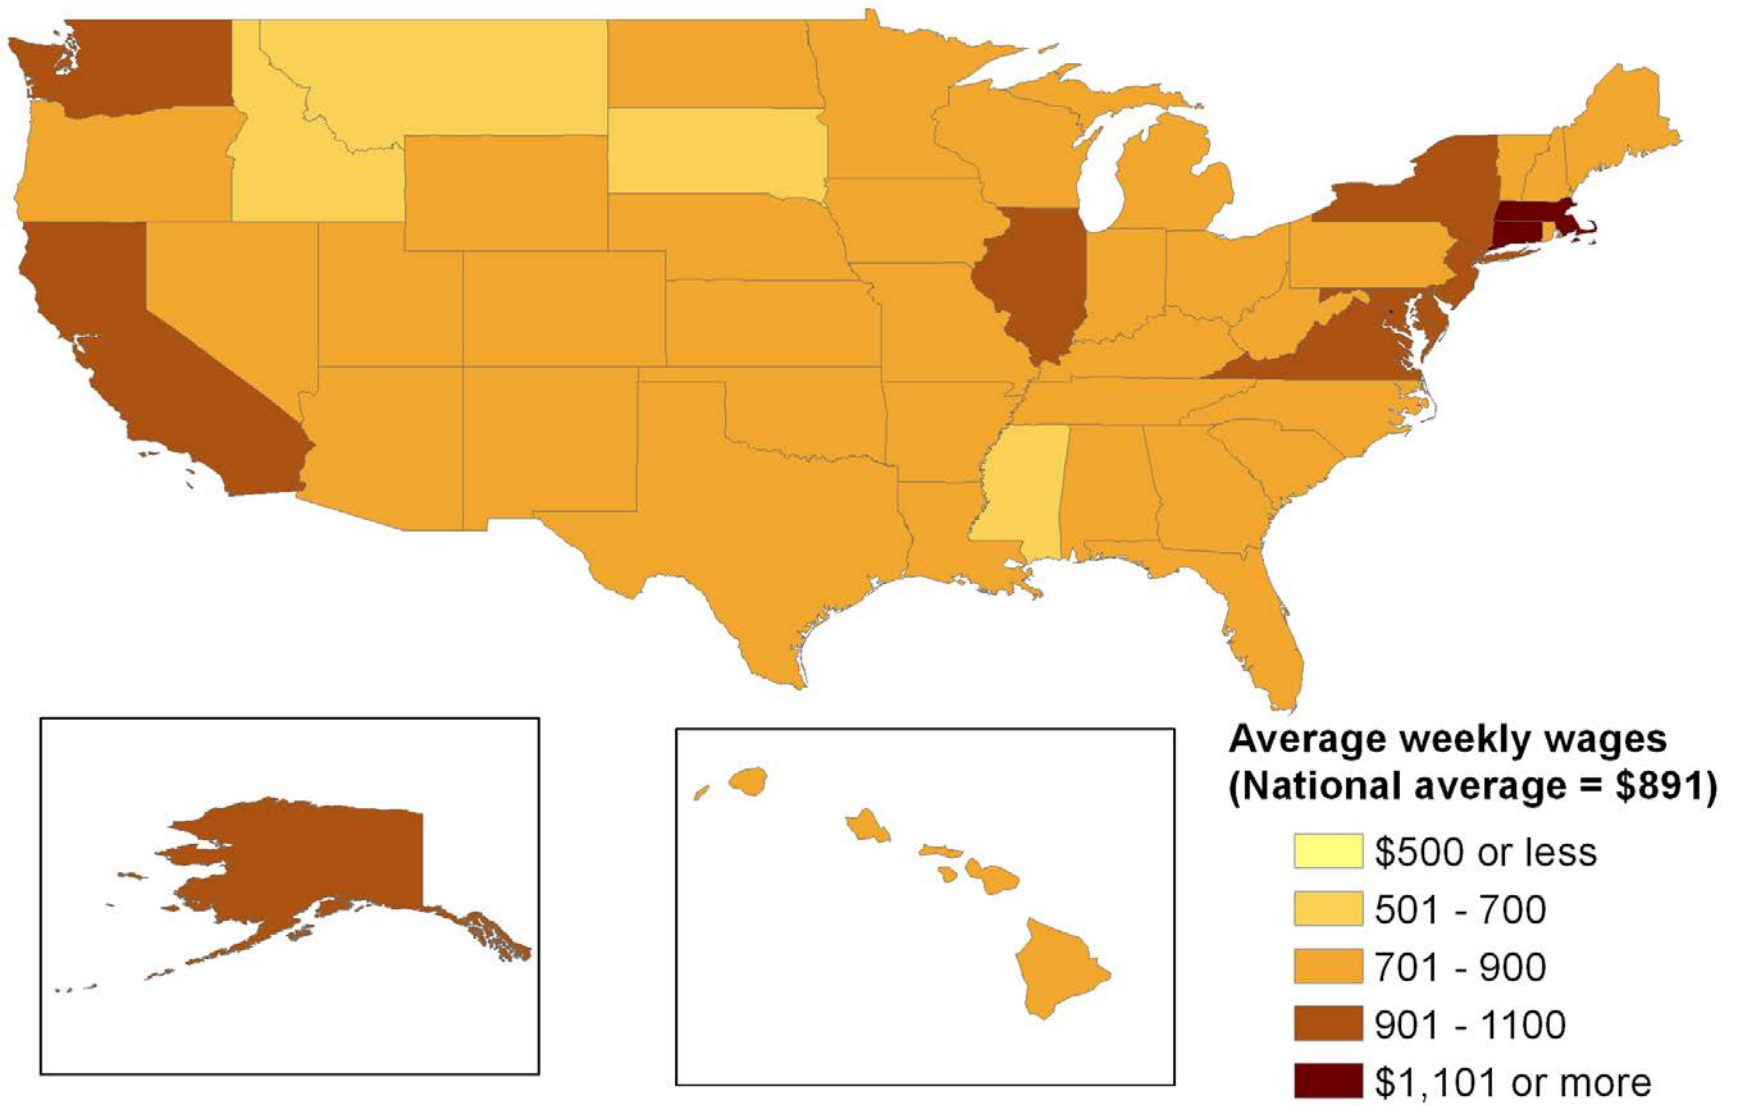 Average weekly wages
(National average = $891)
$500 or less
501 - 700
701 - 900
901 - 1100
$1,101 or more